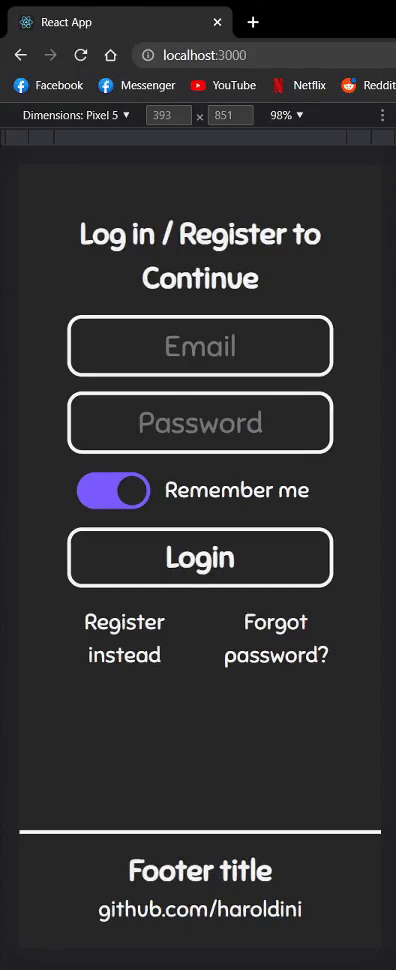 React App
localhost:3000
Facebook Messenger YouTube Netflix Reddit
Dimensions: Pixel 5 393 × 851 98%
Log in / Register to
Continue
Email
Password
Remember me
Login
Register Forgot
instead password?
Footer title
github.com/haroldini